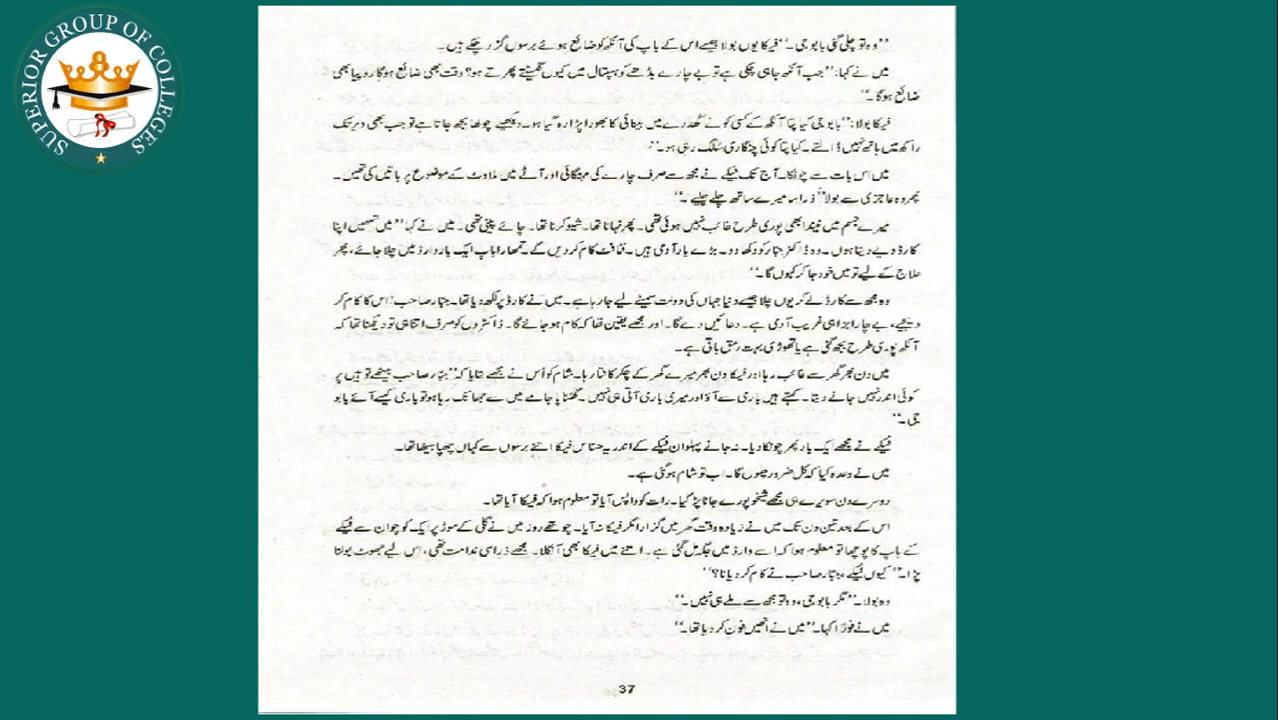 SUPERIOR GROUP OF COLLEGES
”وہ تو چلی گئی بابو جی۔“ فیکا یوں بولا جیسے اس کے باپ کی آنکھ کو ضائع ہوئے برسوں گزر چکے ہیں۔
میں نے کہا: ”جب آنکھ جا ہی چکی ہے تو بے چارے بڈھے کو ہسپتال میں کیوں گھسیٹتے پھرتے ہو؟ وقت بھی ضائع ہوگا روپیا بھی
ضائع ہوگا۔“
فیکا بولا: ”بابو جی کیا پتا آنکھ کے کسی کونے کھدرے میں بینائی کا بھورا پڑا رہ گیا ہو۔ دیکھیے چولھا بجھ جاتا ہے تو جب بھی دیر تک
راکھ میں ہاتھ نہیں ڈالتے۔ کیا پتا کوئی چنگاری سُلگ رہی ہو۔“
میں اس بات سے چونکا۔ آج تک فیکے نے مجھ سے صرف چارے کی مہنگائی اور آٹے میں ملاوٹ کے موضوع پر باتیں کی تھیں۔
پھر وہ عاجزی سے بولا ”ذرا سا میرے ساتھ چلے چلیے۔“
میرے جسم میں نیند ابھی پوری طرح غائب نہیں ہوئی تھی۔ پھر نہانا تھا۔ شیو کرنا تھا۔ چائے پینی تھی۔ میں نے کہا ”میں تمھیں اپنا
کارڈ دیے دیتا ہوں۔ وہ ڈاکٹر جبار کو دکھا دو۔ بڑے یار آدمی ہیں۔ فٹافٹ کام کر دیں گے۔ تمھارا باپ ایک بار وارڈ میں چلا جائے، پھر
علاج کے لیے تو میں خود جا کر کہوں گا۔“
وہ مجھ سے کارڈ لے کر یوں چلا جیسے دنیا جہاں کی دولت سمیٹے لیے جا رہا ہے۔ میں نے کارڈ پر لکھ دیا تھا۔ جبار صاحب! اس کا کام کر
دیجیے، بے چارا بڑا ہی غریب آدمی ہے۔ دعائیں دے گا۔ اور مجھے یقین تھا کہ کام ہو جائے گا۔ ڈاکٹروں کو صرف اتنا ہی تو دیکھنا تھا کہ
آنکھ پوری طرح بجھ گئی ہے یا تھوڑی بہت رمق باقی ہے۔
میں دن بھر گھر سے غائب رہا اور فیکا دن بھر میرے گھر کے چکر کاٹتا رہا۔ شام کو اُس نے مجھے بتایا کہ ”جبار صاحب بیٹھے تو ہیں پر
کوئی اندر نہیں جانے دیتا۔ کہتے ہیں باری سے آؤ اور میری باری آتی ہی نہیں۔ گھٹنا پاجامے میں سے جھانک رہا ہو تو باری کیسے آئے بابو
جی۔“
فیکے نے مجھے ایک بار پھر چونکا دیا۔ نہ جانے پہلوان فیکے کے اندر یہ حساس فیکا اتنے برسوں سے کہاں چھپا بیٹھا تھا۔
میں نے وعدہ کیا کہ کل ضرور چلوں گا۔ اب تو شام ہو گئی ہے۔
دوسرے دن سویرے ہی مجھے شیخوپورے جانا پڑ گیا۔ رات کو واپس آیا تو معلوم ہوا کہ فیکا آیا تھا۔
اس کے بعد تین دن تک میں نے زیادہ وقت گھر میں گزارا مگر فیکا نہ آیا۔ چوتھے روز میں نے گلی کے موڑ پر ایک کوچوان سے فیکے
کے باپ کا پوچھا تو معلوم ہوا کہ اسے وارڈ میں جگہ مل گئی ہے۔ اتنے میں فیکا بھی آ نکلا۔ مجھے ذرا سی ندامت تھی، اس لیے جھوٹ بولنا
پڑا۔ ”کیوں فیکے، جبار صاحب نے کام کر دیا نا؟“
وہ بولا۔ ”مگر بابو جی، وہ تو مجھ سے ملے ہی نہیں۔“
میں نے فوراً کہا۔ ”میں نے انھیں فون کر دیا تھا۔“
37